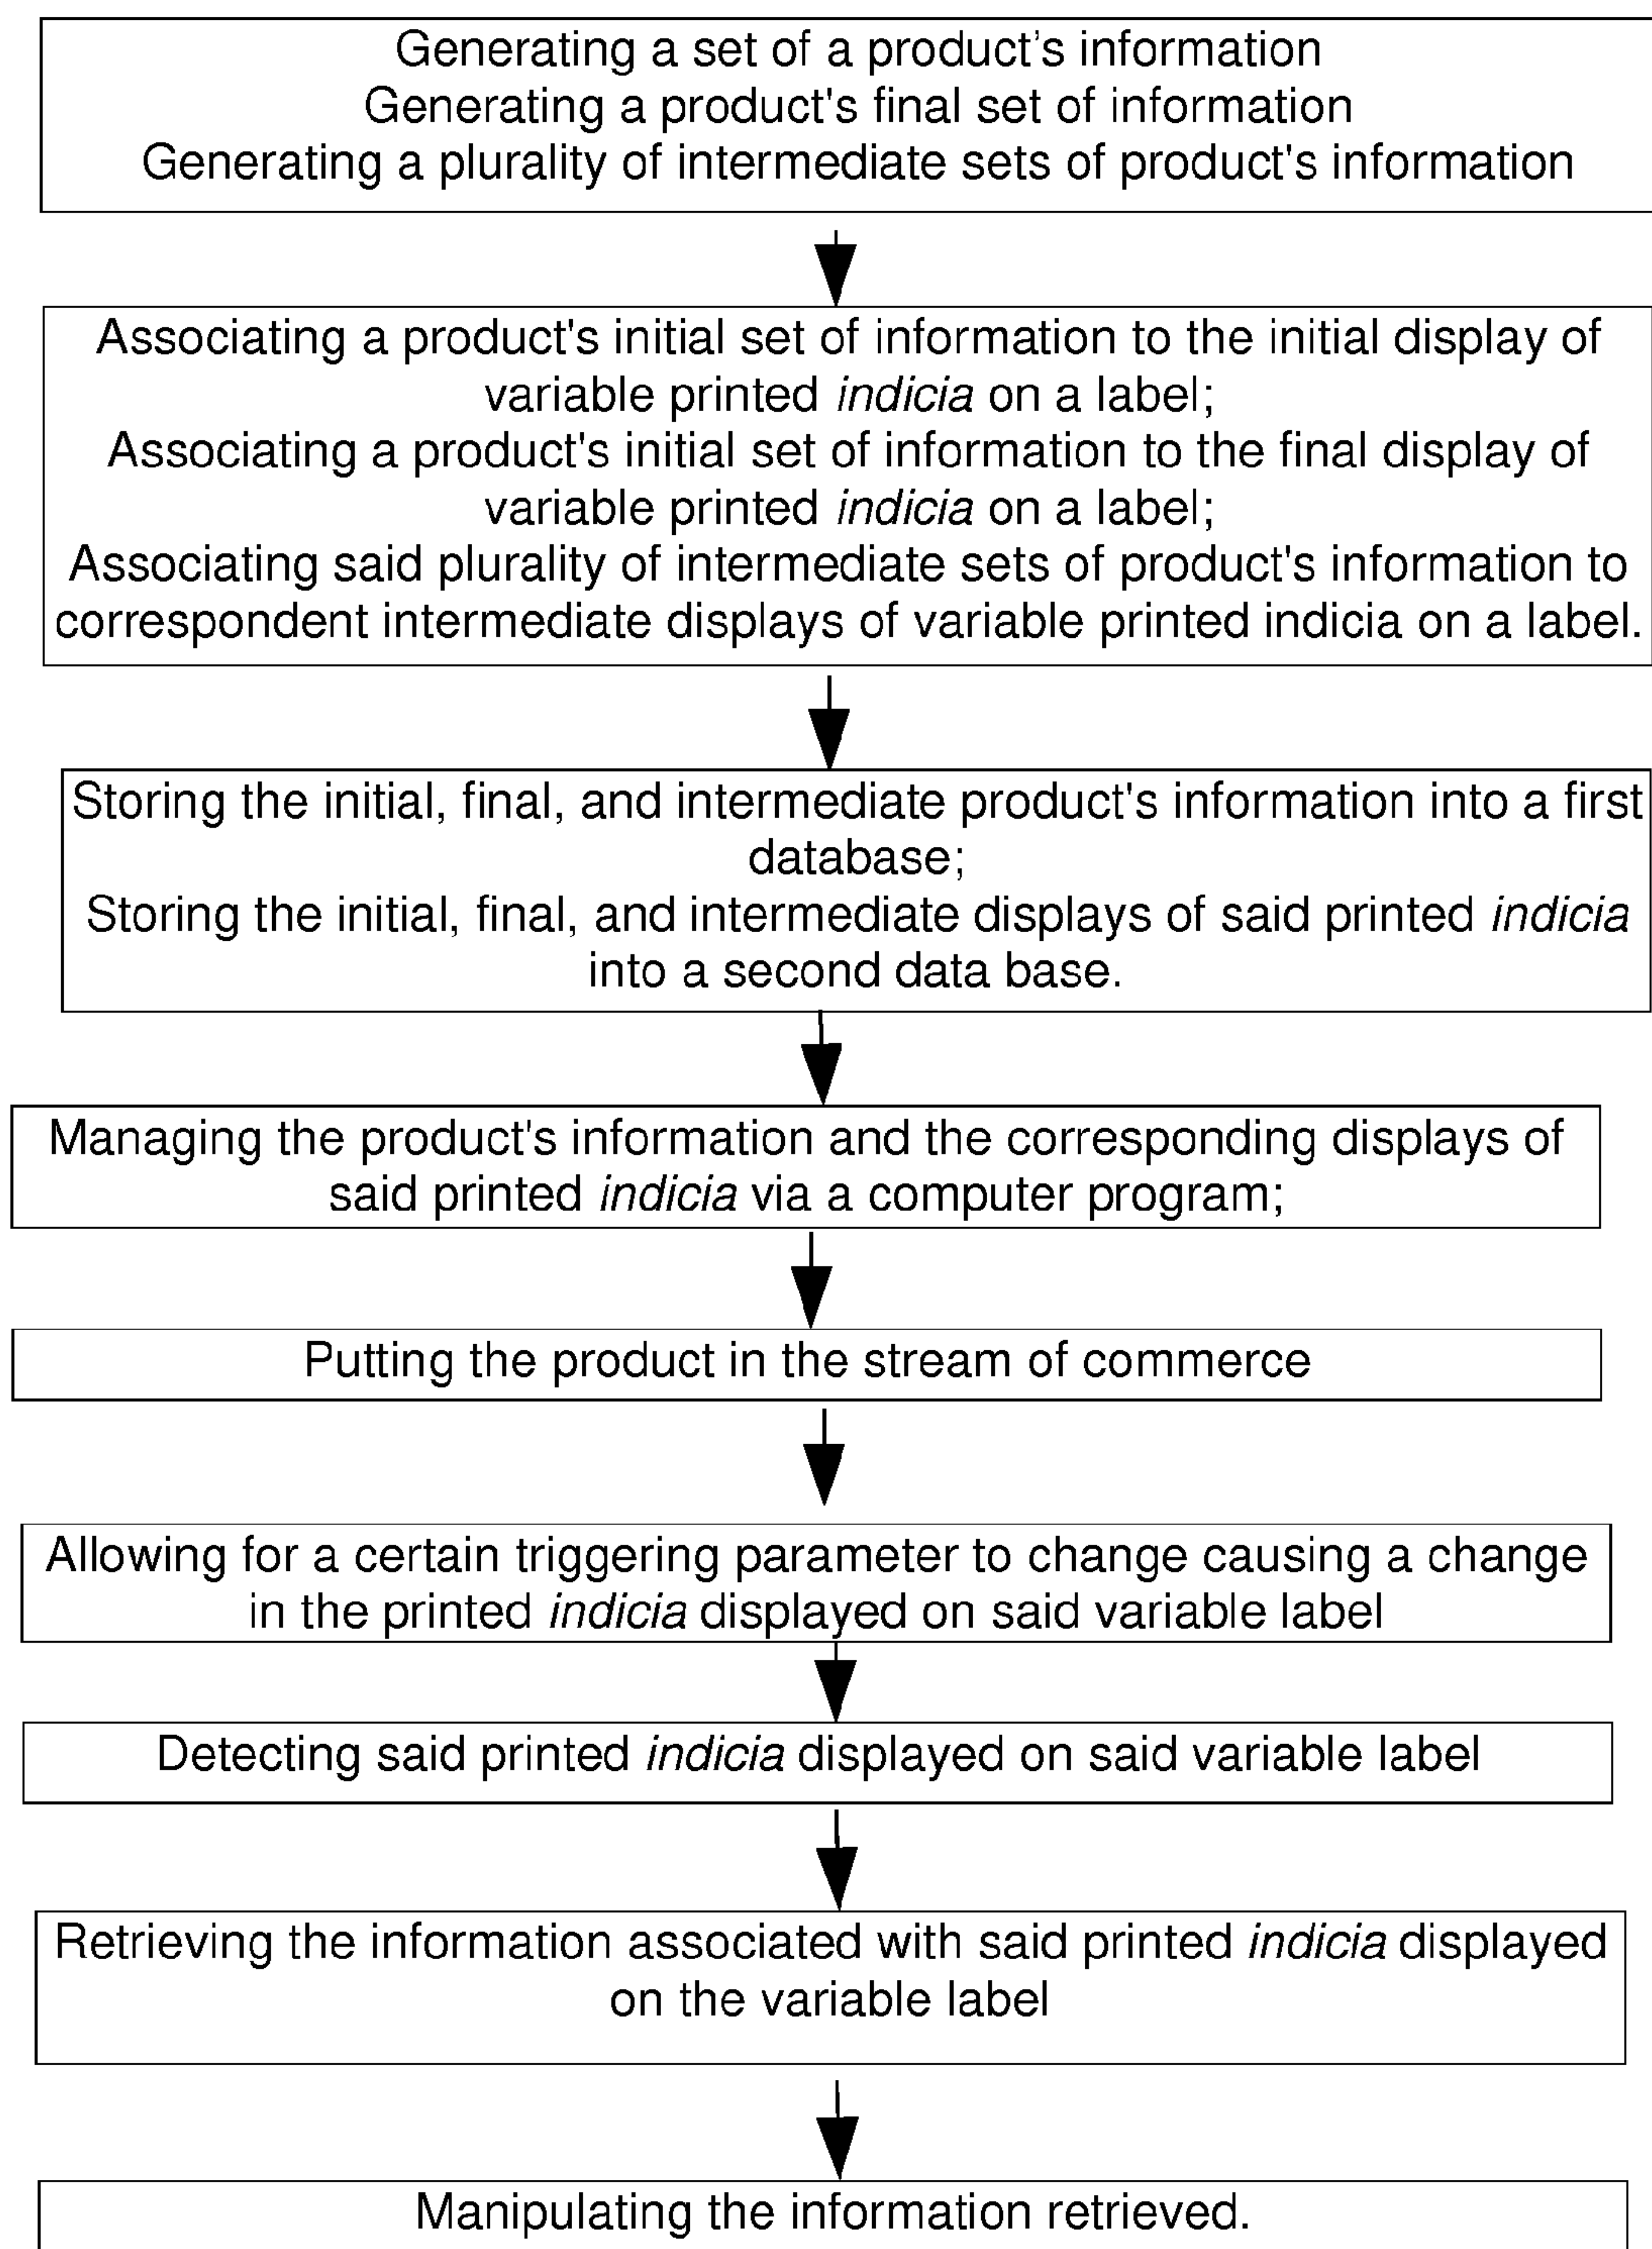 Generating a set of a product's information
Generating a product's final set of information
Generating a plurality of intermediate sets of product's information
Associating a product's initial set of information to the initial display of
variable printed indicia on a label;
Associating a product's initial set of information to the final display of
variable printed indicia on a label;
Associating said plurality of intermediate sets of product's information to
correspondent intermediate displays of variable printed indicia on a label.
Storing the initial, final, and intermediate product's information into a first
database;
Storing the initial, final, and intermediate displays of said printed indicia
into a second data base.
Managing the product's information and the corresponding displays of
said printed indicia via a computer program;
Putting the product in the stream of commerce
Allowing for a certain triggering parameter to change causing a change
in the printed indicia displayed on said variable label
Detecting said printed indicia displayed on said variable label
Retrieving the information associated with said printed indicia displayed
on the variable label
Manipulating the information retrieved.